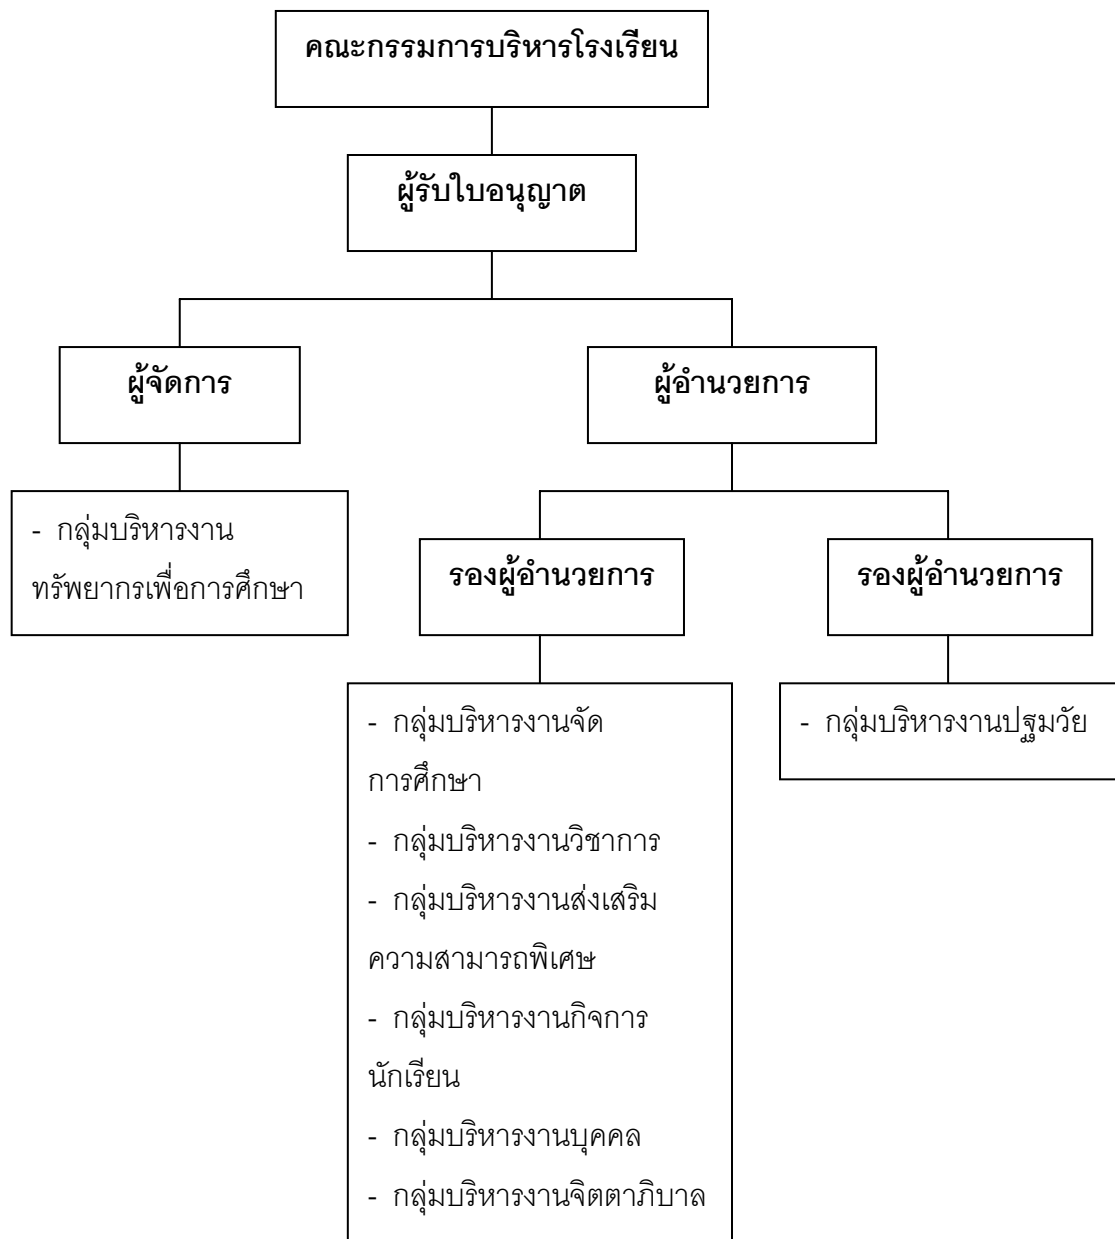 คณะกรรมการบริหารโรงเรียน
ผู้รับใบอนุญาต
ผู้จัดการ
ผู้อำนวยการ
- กลุ่มบริหารงาน
ทรัพยากรเพื่อการศึกษา
รองผู้อำนวยการ
รองผู้อำนวยการ
- กลุ่มบริหารงานจัด
การศึกษา
- กลุ่มบริหารงานวิชาการ
- กลุ่มบริหารงานส่งเสริม
ความสามารถพิเศษ
- กลุ่มบริหารงานกิจการ
นักเรียน
- กลุ่มบริหารงานบุคคล
- กลุ่มบริหารงานจิตตาภิบาล
- กลุ่มบริหารงานปฐมวัย